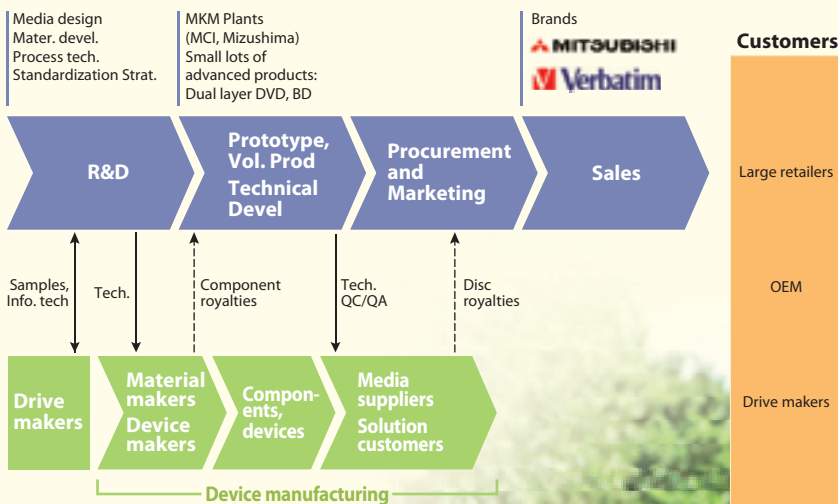 Media design
Mater. devel.
Process tech.
Standardization Strat.
MKM Plants
(MCI, Mizushima)
Small lots of
advanced products:
Dual layer DVD, BD
Brands
MITSUBISHI
Verbatim
Customers
R&D
Prototype,
Vol. Prod
Technical
Devel
Procurement
and
Marketing
Sales
Large retailers
OEM
Drive makers
Samples,
Info. tech
Tech.
Component
royalties
Tech.
QC/QA
Disc
royalties
Drive
makers
Material
makers
Device
makers
Compon-
ents,
devices
Media
suppliers
Solution
customers
Device manufacturing